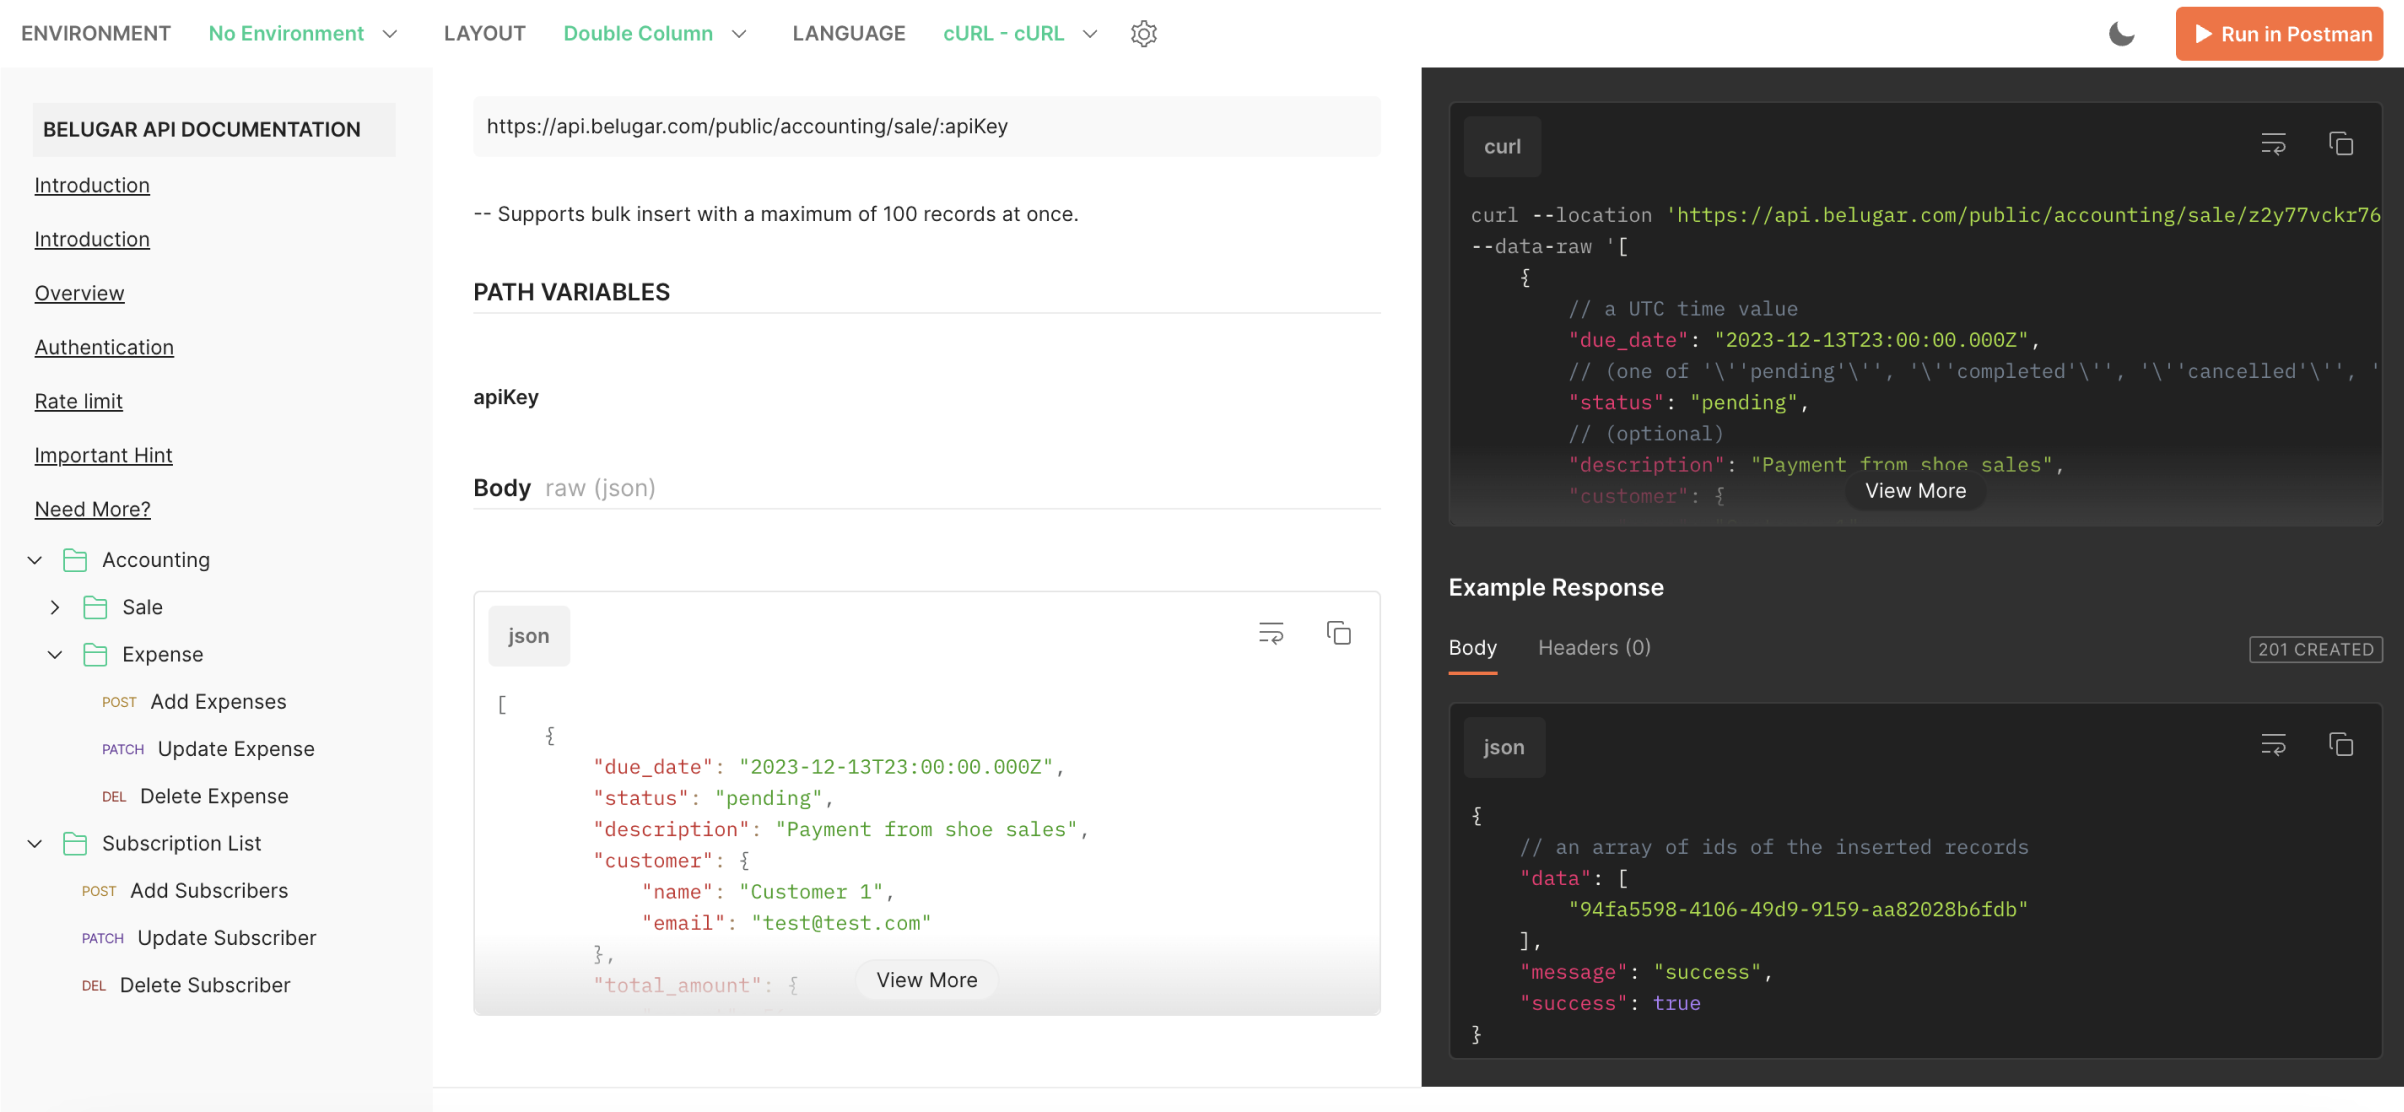 ENVIRONMENT No Environment LAYOUT Double Column LANGUAGE cURL - cURL Run in Postman
BELUGAR API DOCUMENTATION
Introduction
Introduction
Overview
Authentication
Rate limit
Important Hint
Need More?
Accounting
Sale
Expense
POST Add Expenses
PATCH Update Expense
DEL Delete Expense
Subscription List
POST Add Subscribers
PATCH Update Subscriber
DEL Delete Subscriber
https://api.belugar.com/public/accounting/sale/:apiKey
-- Supports bulk insert with a maximum of 100 records at once.
PATH VARIABLES
apiKey
Body raw (json)
json
[
{
"due_date": "2023-12-13T23:00:00.000Z",
"status": "pending",
"description": "Payment from shoe sales",
"customer": {
"name": "Customer 1",
"email": "test@test.com"
},
"total_amount": {
View More
curl
curl --location 'https://api.belugar.com/public/accounting/sale/z2y77vckr76
--data-raw '[
{
// a UTC time value
"due_date": "2023-12-13T23:00:00.000Z",
// (one of '\''pending'\'', '\''completed'\'', '\''cancelled'\'', '
"status": "pending",
// (optional)
"description": "Payment from shoe sales",
"customer": {
View More
Example Response
Body Headers (0) 201 CREATED
json
{
// an array of ids of the inserted records
"data": [
"94fa5598-4106-49d9-9159-aa82028b6fdb"
],
"message": "success",
"success": true
}